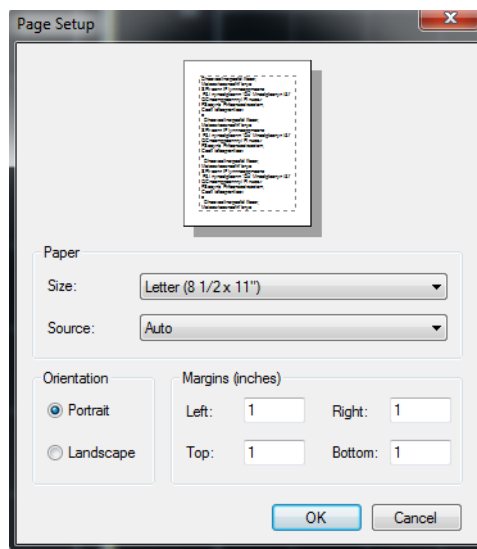 Page Setup
Paper
Size: Letter (8 1/2 x 11")
Source: Auto
Orientation
Portrait
Landscape
Margins (inches)
Left: 1 Right: 1
Top: 1 Bottom: 1
OK Cancel